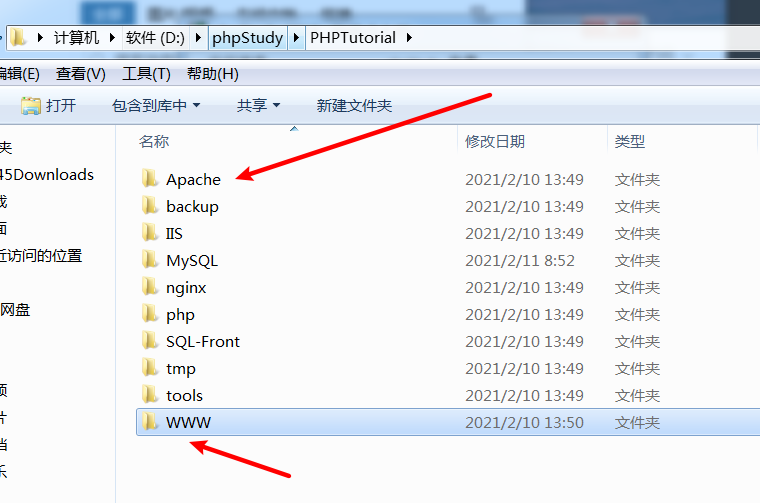 计算机 软件 (D:) phpStudy PHPTutorial
编辑(E) 查看(V) 工具(T) 帮助(H)
打开 包含到库中 共享 新建文件夹
名称 修改日期 类型
夹
45Downloads
面
近访问的位置
网盘
频
片
档
乐
Apache 2021/2/10 13:49 文件夹
backup 2021/2/10 13:49 文件夹
IIS 2021/2/10 13:49 文件夹
MySQL 2021/2/11 8:52 文件夹
nginx 2021/2/10 13:49 文件夹
php 2021/2/10 13:49 文件夹
SQL-Front 2021/2/10 13:49 文件夹
tmp 2021/2/10 13:49 文件夹
tools 2021/2/10 13:49 文件夹
WWW 2021/2/10 13:50 文件夹